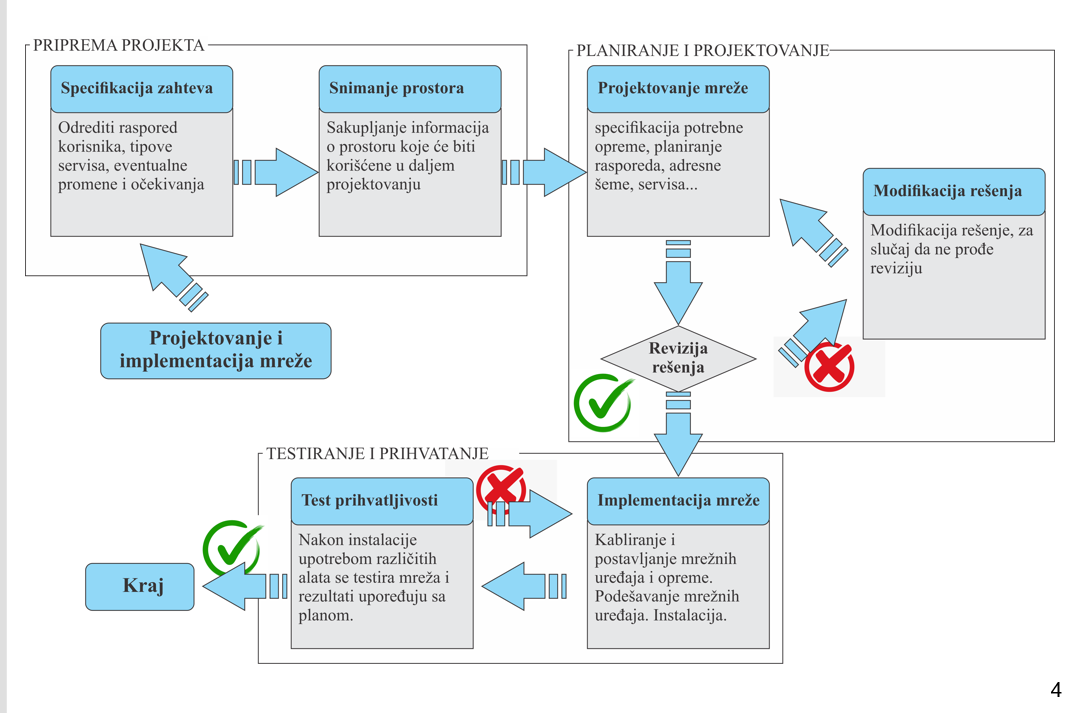 PRIPREMA PROJEKTA
Specifikacija zahteva
Odrediti raspored
korisnika, tipove
servisa, eventualne
promene i očekivanja
Snimanje prostora
Sakupljanje informacija
o prostoru koje će biti
korišćene u daljem
projektovanju
Projektovanje i
implementacija mreže
PLANIRANJE I PROJEKTOVANJE
Projektovanje mreže
specifikacija potrebne
opreme, planiranje
rasporeda, adresne
šeme, servisa...
Modifikacija rešenja
Modifikacija rešenje, za
slučaj da ne prođe
reviziju
Revizija
rešenja
TESTIRANJE I PRIHVATANJE
Test prihvatljivosti
Nakon instalacije
upotrebom različitih
alata se testira mreža i
rezultati upoređuju sa
planom.
Implementacija mreže
Kabliranje i
postavljanje mrežnih
uređaja i opreme.
Podešavanje mrežnih
uređaja. Instalacija.
Kraj
4